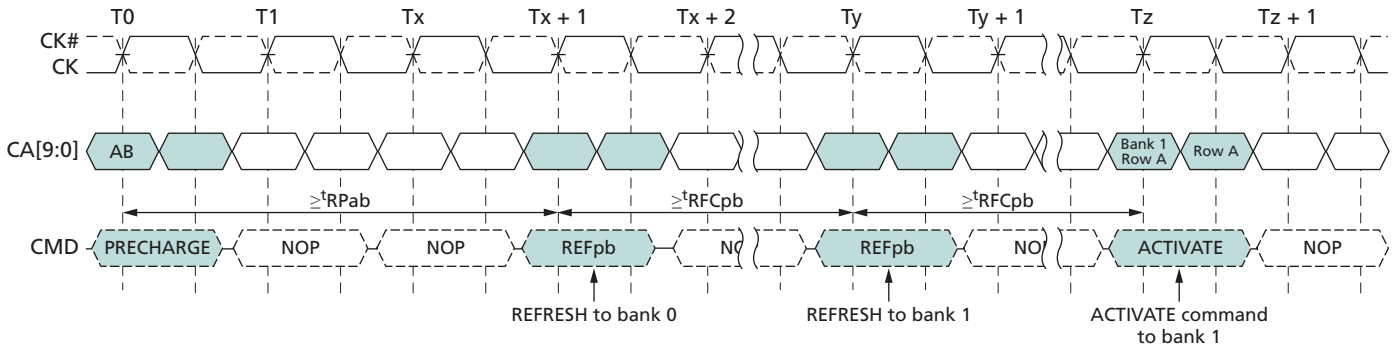 T0 T1 Tx Tx + 1 Tx + 2 Ty Ty + 1 Tz Tz + 1
CK#
CK
CA[9:0] AB Bank 1 Row A Row A
≥tRPab ≥tRFCpb ≥tRFCpb
CMD PRECHARGE NOP NOP REFpb REFpb ACTIVATE NOP
REFRESH to bank 0 REFRESH to bank 1 ACTIVATE command
to bank 1